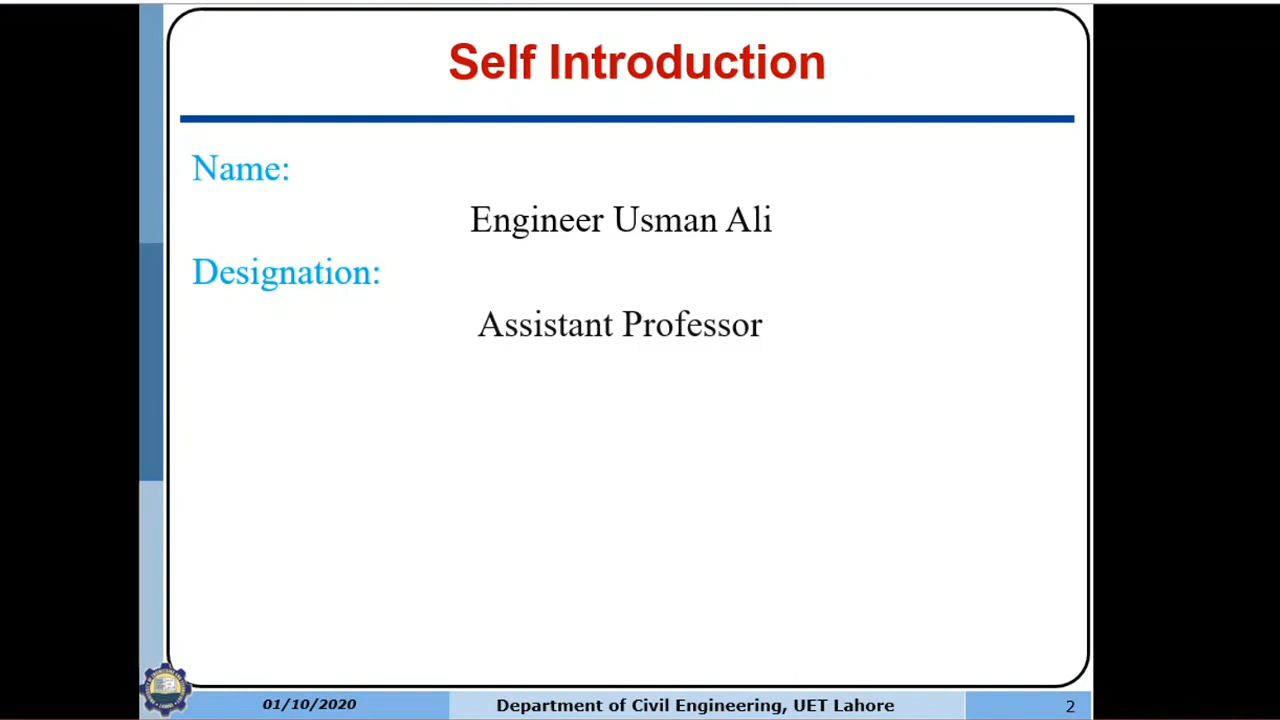 Self Introduction
Name:
Engineer Usman Ali
Designation:
Assistant Professor
01/10/2020
Department of Civil Engineering, UET Lahore
2